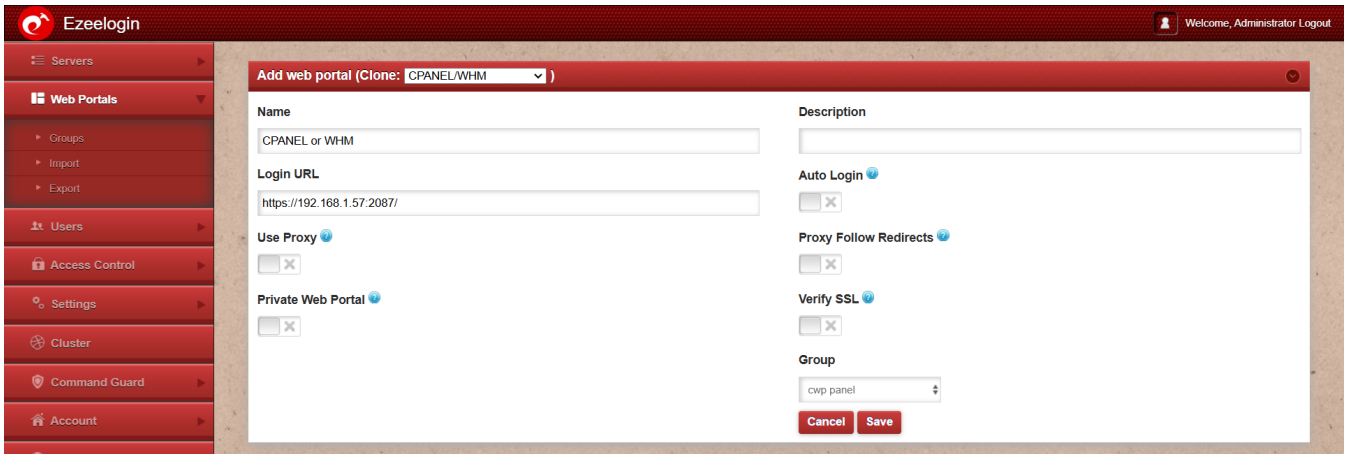 Ezeelogin
Welcome, Administrator Logout
Servers
Web Portals
Groups
Import
Export
Users
Access Control
Settings
Cluster
Command Guard
Account
Add web portal (Clone: CPANEL/WHM )
Name
CPANEL or WHM
Description
Login URL
https://192.168.1.57:2087/
Auto Login
Use Proxy
Proxy Follow Redirects
Private Web Portal
Verify SSL
Group
cwp panel
Cancel Save